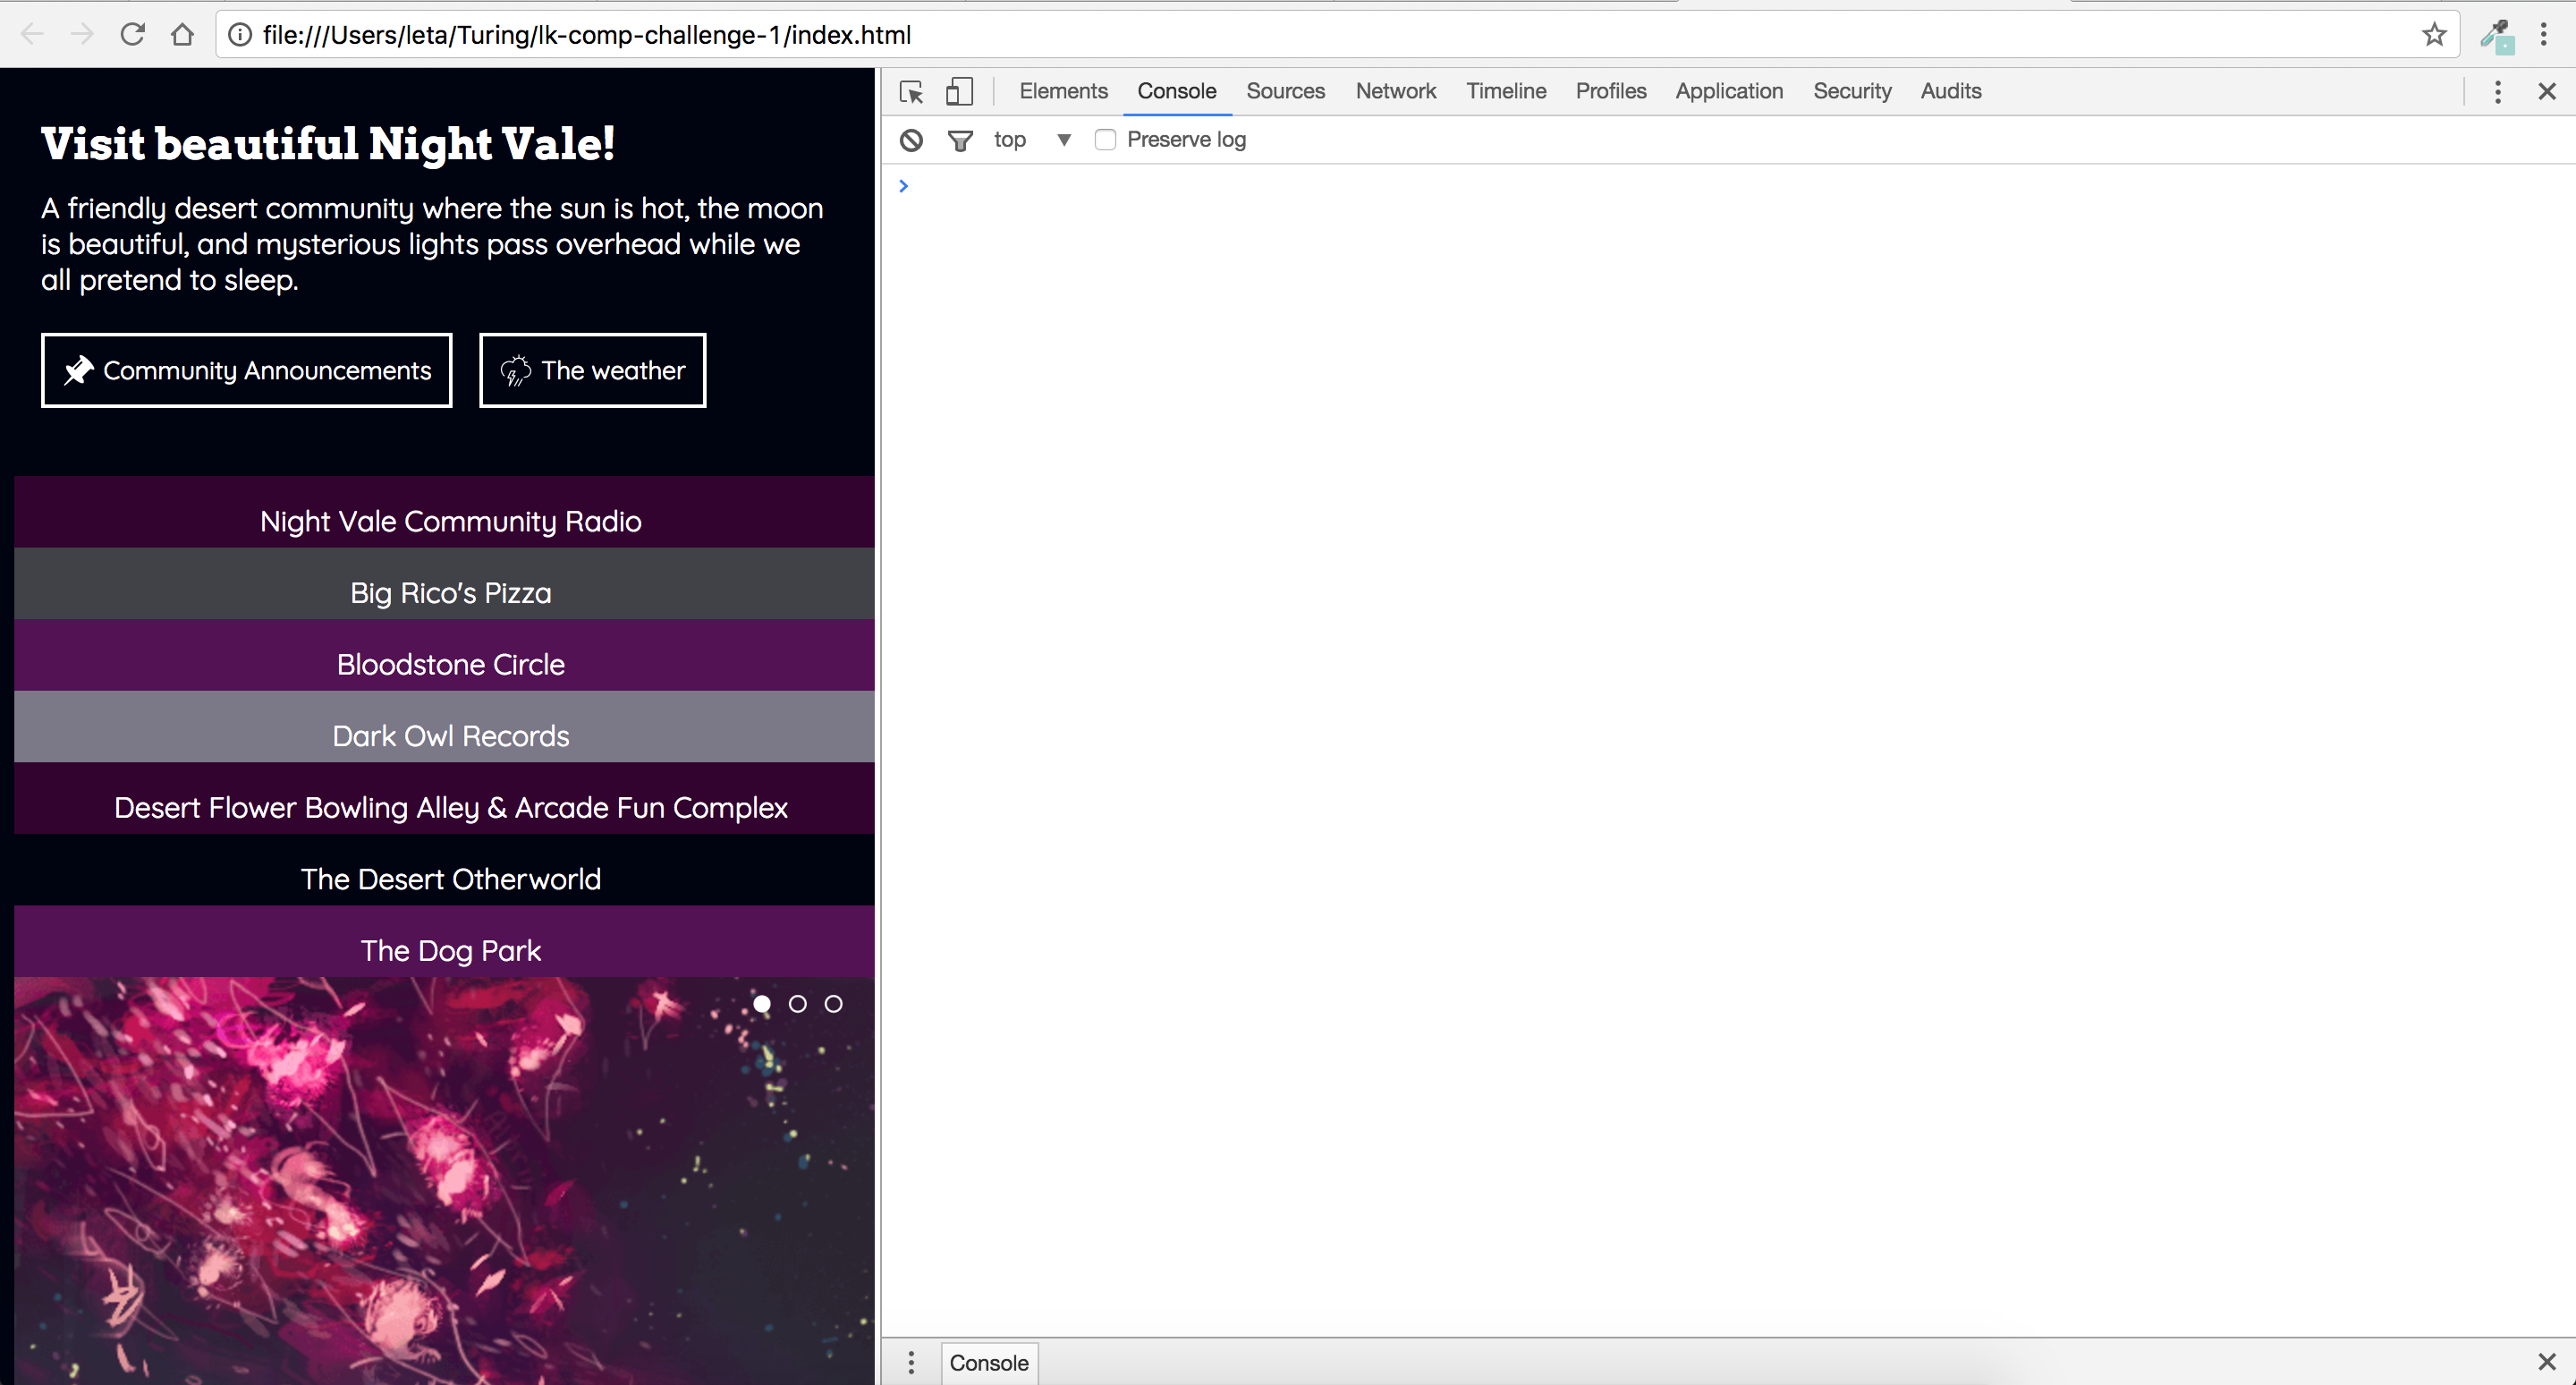 file:///Users/leta/Turing/lk-comp-challenge-1/index.html
Elements Console Sources Network Timeline Profiles Application Security Audits
top Preserve log
Visit beautiful Night Vale!
A friendly desert community where the sun is hot, the moon
is beautiful, and mysterious lights pass overhead while we
all pretend to sleep.
Community Announcements The weather
Night Vale Community Radio
Big Rico's Pizza
Bloodstone Circle
Dark Owl Records
Desert Flower Bowling Alley & Arcade Fun Complex
The Desert Otherworld
The Dog Park
Console